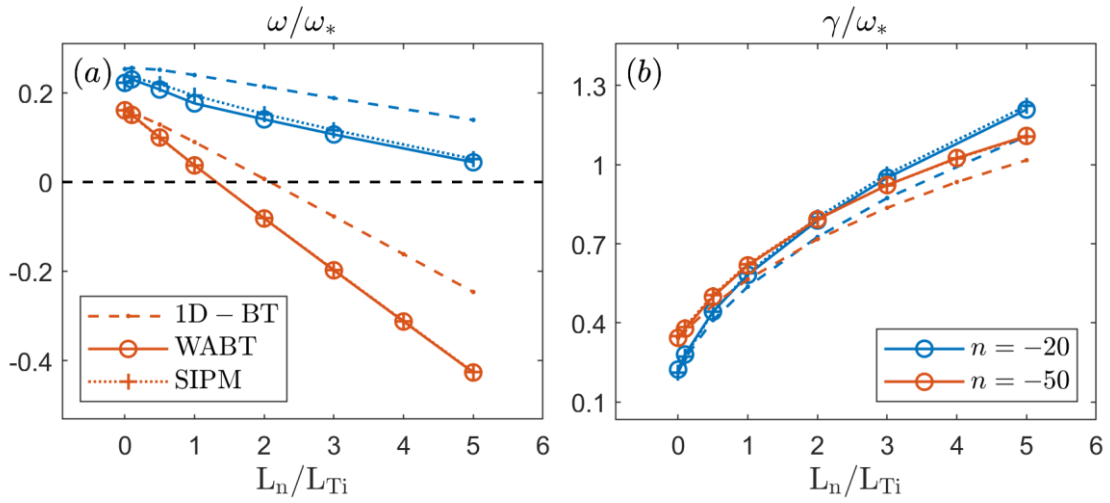 ω/ω*
(a)
0.2
0
-0.2
-0.4
1D − BT
WABT
SIPM
0 1 2 3 4 5 6
Ln/LTi
γ/ω*
(b)
1.3
1
0.7
0.4
0.1
n = −20
n = −50
0 1 2 3 4 5 6
Ln/LTi